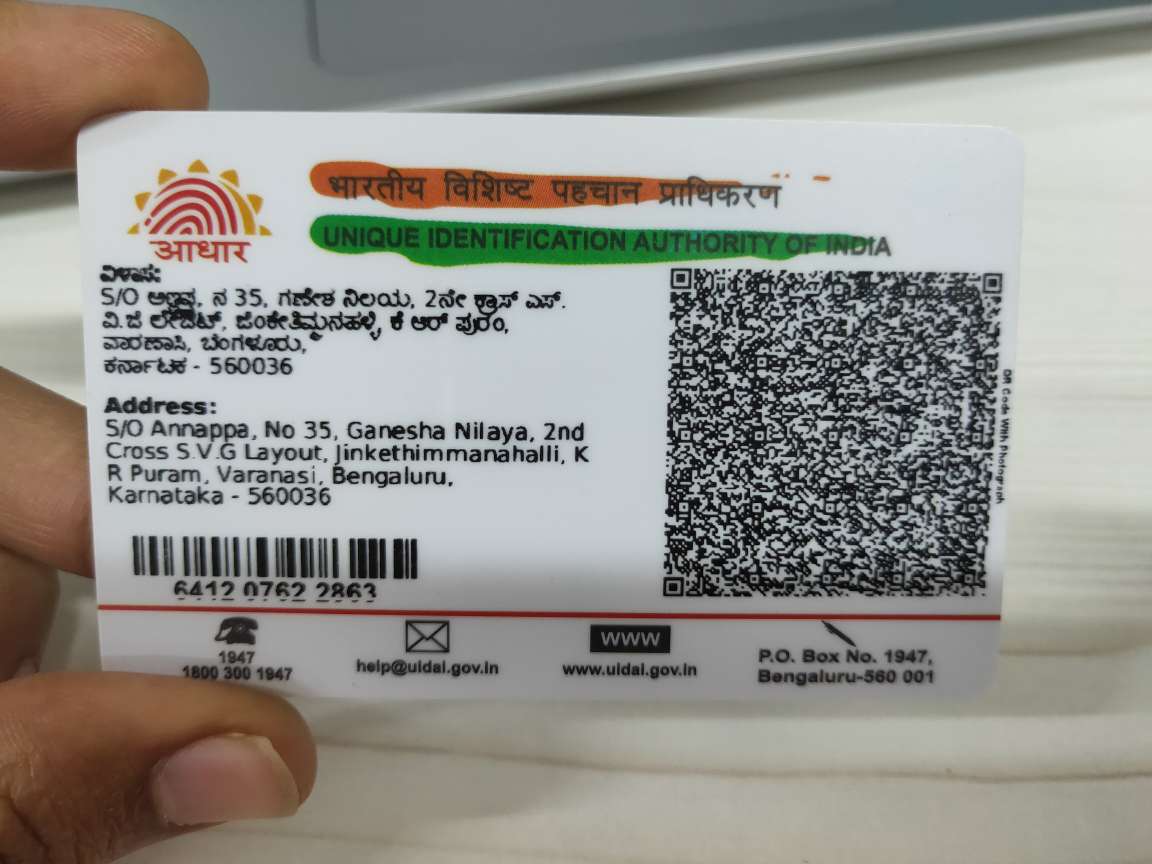 भारतीय विशिष्ट पहचान प्राधिकरण
UNIQUE IDENTIFICATION AUTHORITY OF INDIA
आधार
ವಿಳಾಸ:
S/O ಅಣ್ಣಪ್ಪ, ನ 35, ಗಣೇಶ ನಿಲಯ, 2ನೇ ಕ್ರಾಸ್ ಎಸ್.
ವಿ.ಜಿ ಲೇಔಟ್, ಜಿಂಕೇತಿಮ್ಮನಹಳ್ಳಿ, ಕೆ ಆರ್ ಪುರಂ,
ವಾರಣಾಸಿ, ಬೆಂಗಳೂರು,
ಕರ್ನಾಟಕ - 560036
Address:
S/O Annappa, No 35, Ganesha Nilaya, 2nd
Cross S.V.G Layout, Jinkethimmanahalli, K
R Puram, Varanasi, Bengaluru,
Karnataka - 560036
QR Code With Photograph
6412 0762 2863
1947
1800 300 1947
help@uidai.gov.in
WWW
www.uidai.gov.in
P.O. Box No. 1947,
Bengaluru-560 001